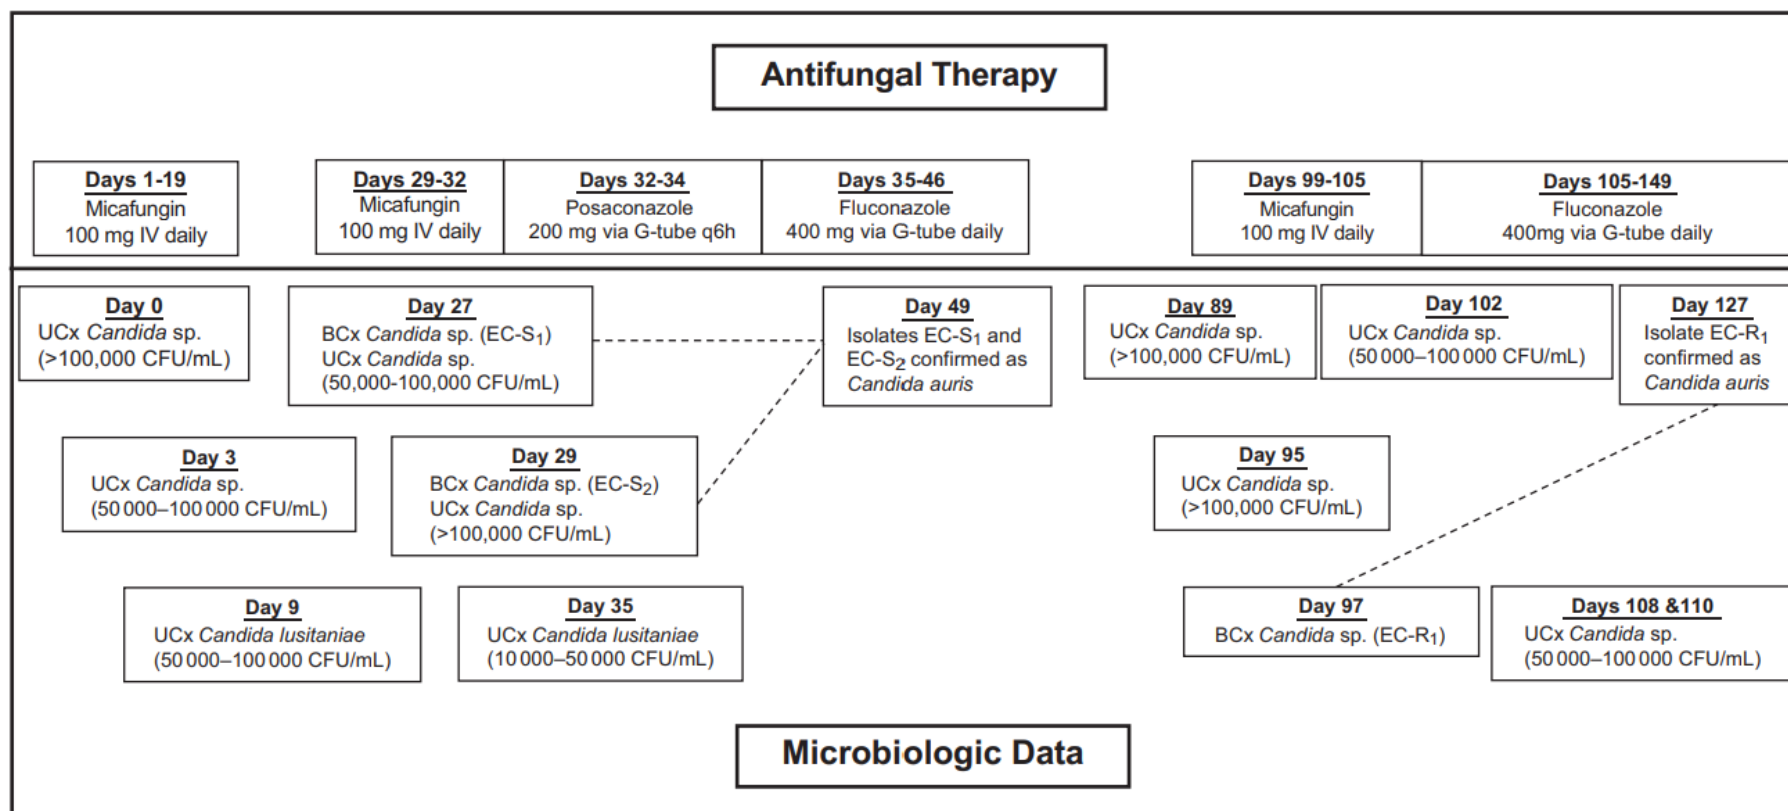 Antifungal Therapy
Days 1-19
Micafungin
100 mg IV daily
Days 29-32
Micafungin
100 mg IV daily
Days 32-34
Posaconazole
200 mg via G-tube q6h
Days 35-46
Fluconazole
400 mg via G-tube daily
Days 99-105
Micafungin
100 mg IV daily
Days 105-149
Fluconazole
400mg via G-tube daily
Day 0
UCx Candida sp.
(>100,000 CFU/mL)
Day 27
BCx Candida sp. (EC-S₁)
UCx Candida sp.
(50,000-100,000 CFU/mL)
Day 49
Isolates EC-S₁ and
EC-S₂ confirmed as
Candida auris
Day 89
UCx Candida sp.
(>100,000 CFU/mL)
Day 102
UCx Candida sp.
(50 000–100 000 CFU/mL)
Day 127
Isolate EC-R₁
confirmed as
Candida auris
Day 3
UCx Candida sp.
(50 000–100 000 CFU/mL)
Day 29
BCx Candida sp. (EC-S₂)
UCx Candida sp.
(>100,000 CFU/mL)
Day 95
UCx Candida sp.
(>100,000 CFU/mL)
Day 9
UCx Candida lusitaniae
(50 000–100 000 CFU/mL)
Day 35
UCx Candida lusitaniae
(10 000–50 000 CFU/mL)
Day 97
BCx Candida sp. (EC-R₁)
Days 108 &110
UCx Candida sp.
(50 000–100 000 CFU/mL)
Microbiologic Data